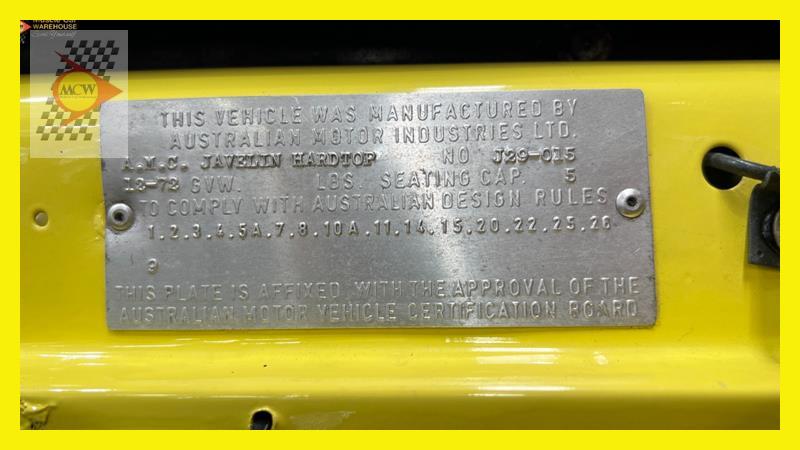 WAREHOUSE
MCW
THIS VEHICLE WAS MANUFACTURED BY
AUSTRALIAN MOTOR INDUSTRIES LTD.
A.M.C. JAVELIN HARDTOP NO J29-015
12-72 GVW. LBS. SEATING CAP. 5
TO COMPLY WITH AUSTRALIAN DESIGN RULES
1.2.3.4.5A.7.8.10A.11.14.15.20.22.25.26
9
THIS PLATE IS AFFIXED WITH THE APPROVAL OF THE
AUSTRALIAN MOTOR VEHICLE CERTIFICATION BOARD